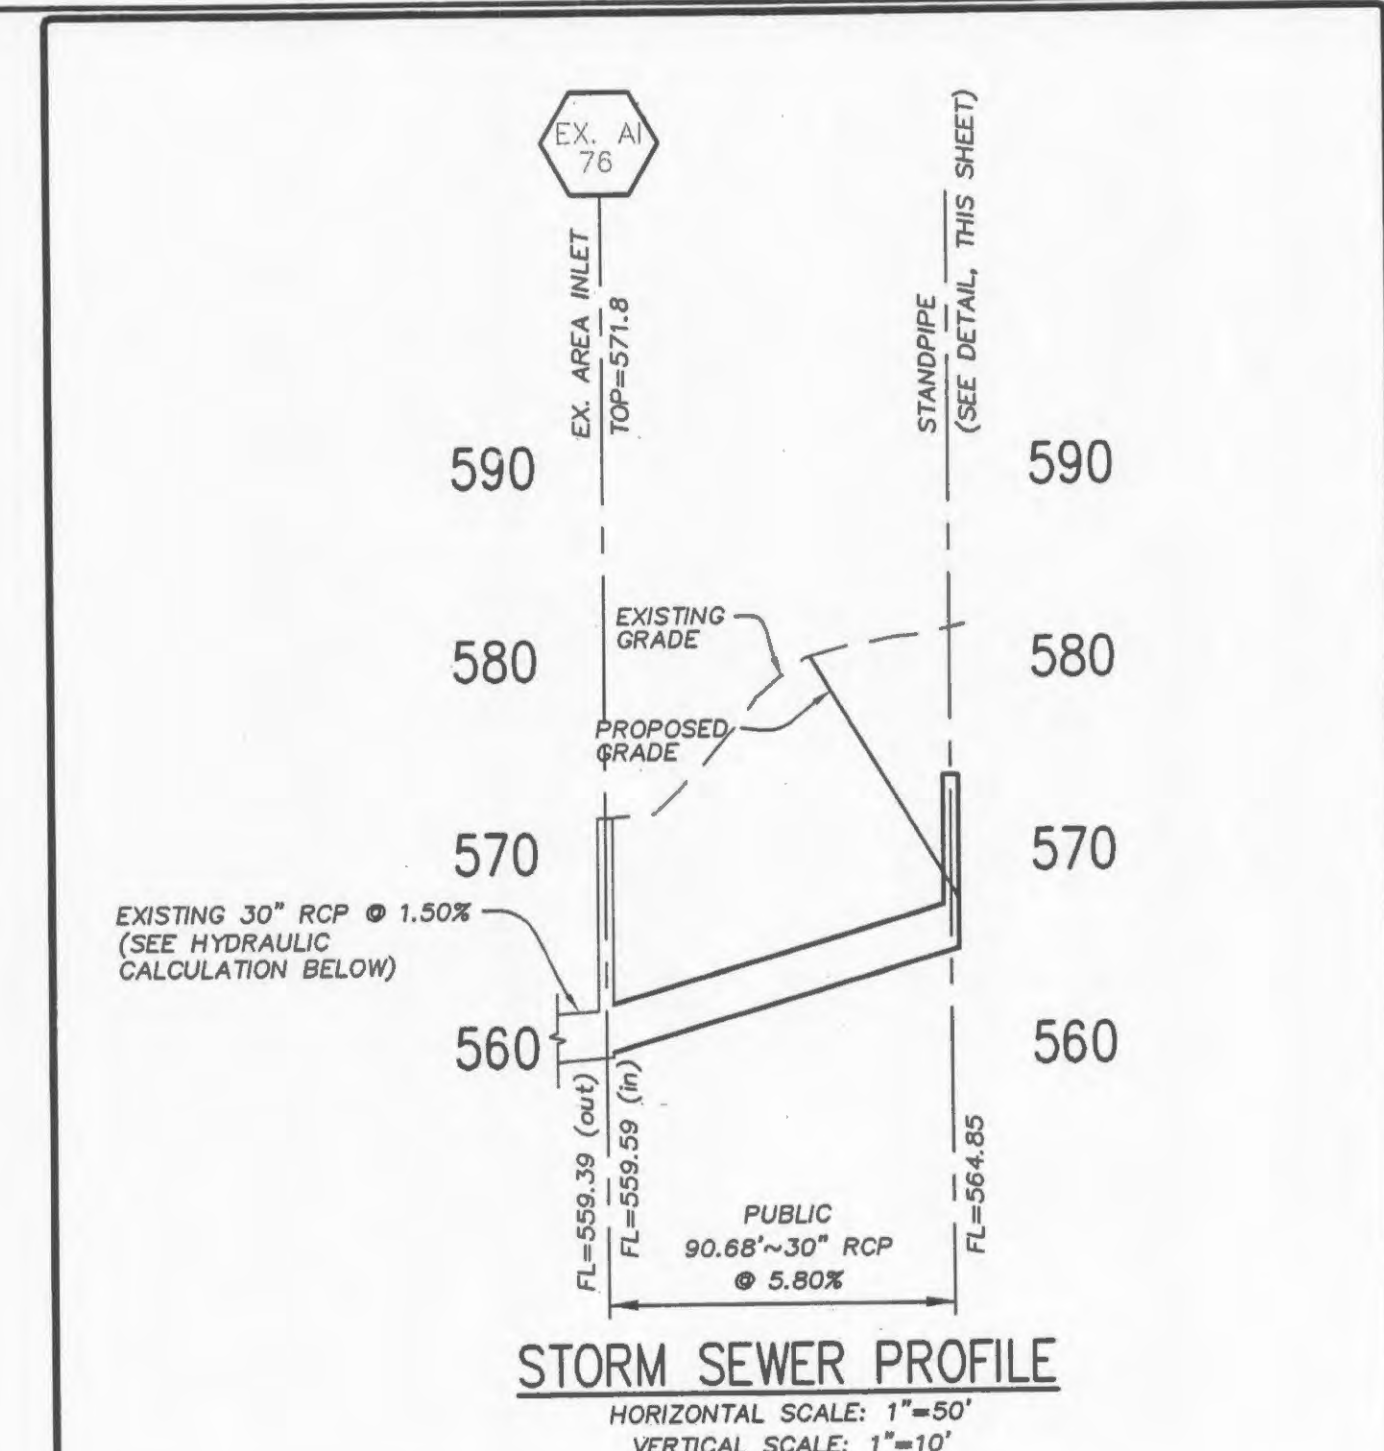 EX. AI
76
EX. AREA INLET
TOP=571.8
STANDPIPE
(SEE DETAIL, THIS SHEET)
590
590
EXISTING
GRADE
580
580
PROPOSED
GRADE
570
570
EXISTING 30" RCP @ 1.50%
(SEE HYDRAULIC
CALCULATION BELOW)
560
560
FL=559.39 (out)
FL=559.59 (in)
FL=564.85
PUBLIC
90.68'~30" RCP
@ 5.80%
STORM SEWER PROFILE
HORIZONTAL SCALE: 1"=50'
VERTICAL SCALE: 1"=10'